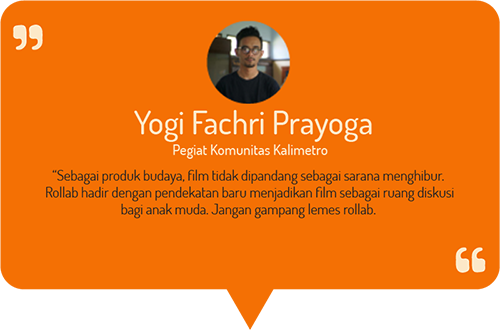 Yogi Fachri Prayoga
Pegiat Komunitas Kalimetro
“Sebagai produk budaya, film tidak dipandang sebagai sarana menghibur.
Rollab hadir dengan pendekatan baru menjadikan film sebagai ruang diskusi
bagi anak muda. Jangan gampang lemes rollab.